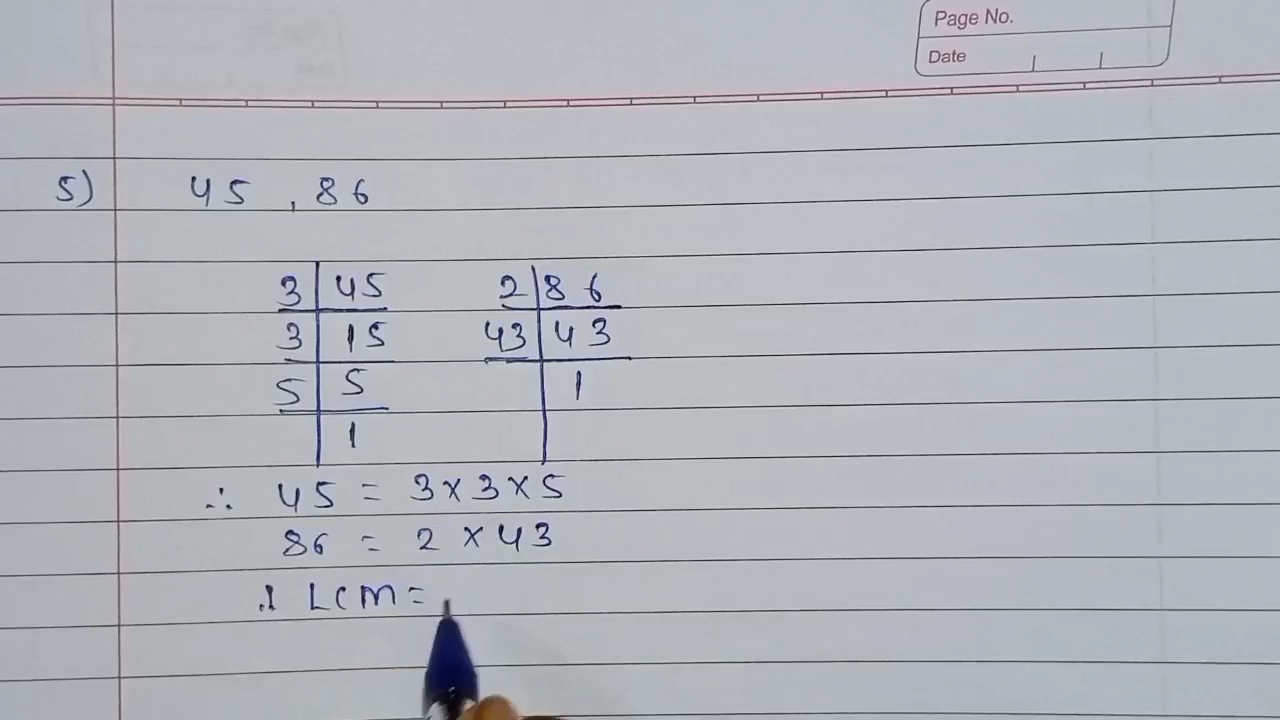 Page No.
Date
5) 45 , 86
3 | 45 2 | 86
3 | 15 43 | 43
5 | 5 | 1
| 1
∴ 45 = 3 × 3 × 5
86 = 2 × 43
∴ LCM =